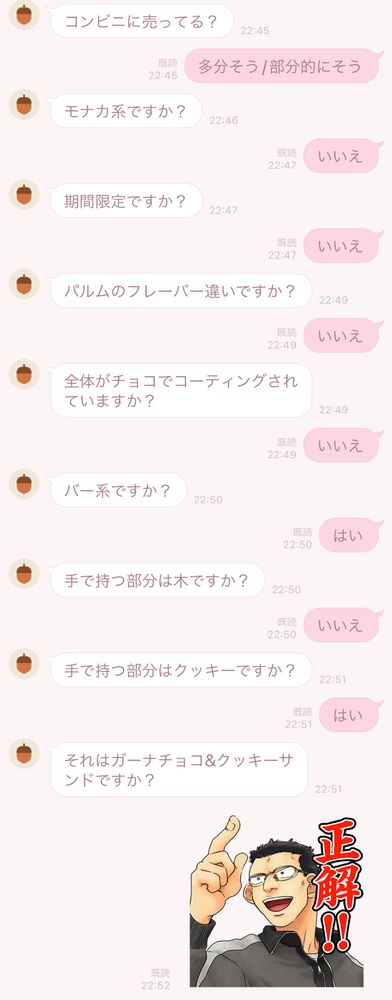 コンビニに売ってる?
22:45
既読
22:45
多分そう/部分的にそう
モナカ系ですか?
22:46
既読
22:47
いいえ
期間限定ですか?
22:47
既読
22:47
いいえ
パルムのフレーバー違いですか?
22:49
既読
22:49
いいえ
全体がチョコでコーティングされ
ていますか?
22:49
既読
22:49
いいえ
バー系ですか?
22:50
既読
22:50
はい
手で持つ部分は木ですか?
22:50
既読
22:50
いいえ
手で持つ部分はクッキーですか?
22:51
既読
22:51
はい
それはガーナチョコ&クッキーサ
ンドですか?
22:51
正解!!
既読
22:52